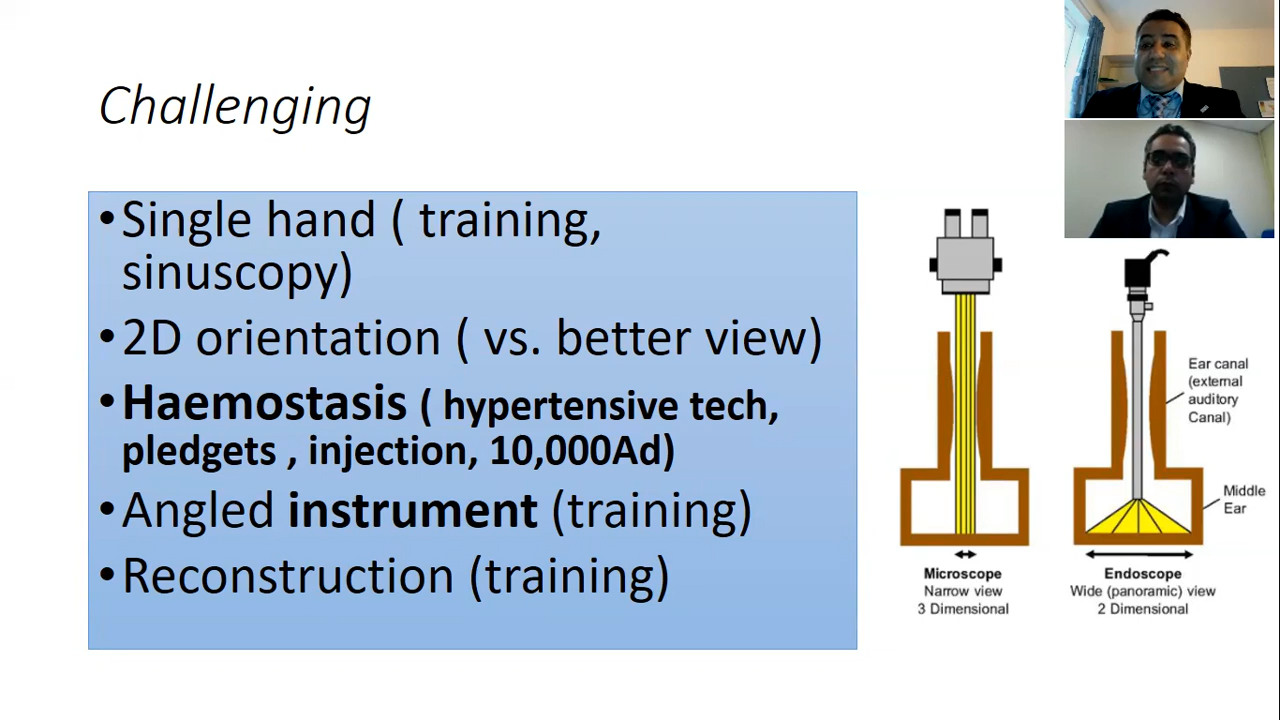 Challenging
•Single hand ( training,
sinuscopy)
•2D orientation ( vs. better view)
•Haemostasis ( hypertensive tech,
pledgets , injection, 10,000Ad)
•Angled instrument (training)
•Reconstruction (training)
Ear canal
(external
auditory
Canal)
Middle
Ear
Microscope
Narrow view
3 Dimensional
Endoscope
Wide (panoramic) view
2 Dimensional